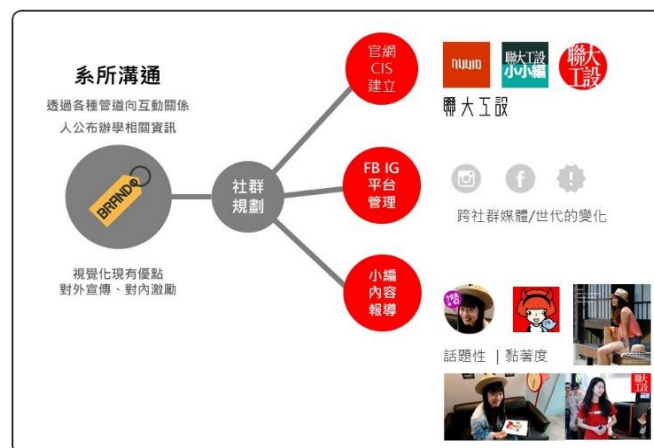 系所溝通
透過各種管道向互動關係
人公布辦學相關資訊
BRAND
視覺化現有優點
對外宣傳、對內激勵
社群
規劃
官網
CIS
建立
FB IG
平台
管理
小編
內容
報導
nuuid
聯大工設
小小編
聯大
工設
聯大工設
跨社群媒體/世代的變化
話題性 | 黏著度
聯大
工設